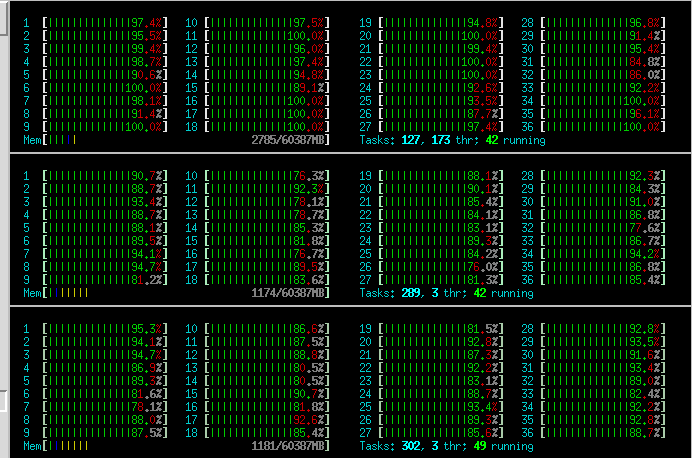 1 [97.4%] 10 [97.5%] 19 [94.8%] 28 [96.8%]
2 [95.5%] 11 [100.0%] 20 [100.0%] 29 [91.4%]
3 [99.4%] 12 [96.0%] 21 [99.4%] 30 [95.4%]
4 [98.7%] 13 [97.4%] 22 [100.0%] 31 [84.8%]
5 [90.6%] 14 [94.8%] 23 [100.0%] 32 [86.0%]
6 [100.0%] 15 [89.1%] 24 [92.6%] 33 [92.2%]
7 [98.1%] 16 [100.0%] 25 [93.5%] 34 [100.0%]
8 [91.4%] 17 [100.0%] 26 [87.7%] 35 [96.1%]
9 [100.0%] 18 [100.0%] 27 [97.4%] 36 [100.0%]
Mem[2785/60387MB] Tasks: 127, 173 thr; 42 running
1 [90.7%] 10 [76.3%] 19 [88.1%] 28 [92.3%]
2 [88.7%] 11 [92.3%] 20 [90.1%] 29 [84.3%]
3 [93.4%] 12 [78.1%] 21 [85.4%] 30 [91.0%]
4 [88.7%] 13 [78.7%] 22 [84.1%] 31 [86.8%]
5 [88.1%] 14 [85.3%] 23 [83.1%] 32 [77.6%]
6 [89.5%] 15 [81.8%] 24 [89.3%] 33 [86.7%]
7 [94.1%] 16 [76.7%] 25 [84.2%] 34 [94.2%]
8 [94.7%] 17 [89.5%] 26 [76.0%] 35 [86.8%]
9 [81.2%] 18 [83.6%] 27 [81.3%] 36 [85.4%]
Mem[1174/60387MB] Tasks: 289, 3 thr; 42 running
1 [95.3%] 10 [86.6%] 19 [81.5%] 28 [92.8%]
2 [94.1%] 11 [87.5%] 20 [92.8%] 29 [93.5%]
3 [94.7%] 12 [88.8%] 21 [87.3%] 30 [91.6%]
4 [86.9%] 13 [80.5%] 22 [92.2%] 31 [93.4%]
5 [89.3%] 14 [80.5%] 23 [83.1%] 32 [89.0%]
6 [81.6%] 15 [90.7%] 24 [88.7%] 33 [82.4%]
7 [78.1%] 16 [81.8%] 25 [93.4%] 34 [92.2%]
8 [88.0%] 17 [92.6%] 26 [89.3%] 35 [92.8%]
9 [87.5%] 18 [85.4%] 27 [85.6%] 36 [88.7%]
Mem[1181/60387MB] Tasks: 302, 3 thr; 49 running